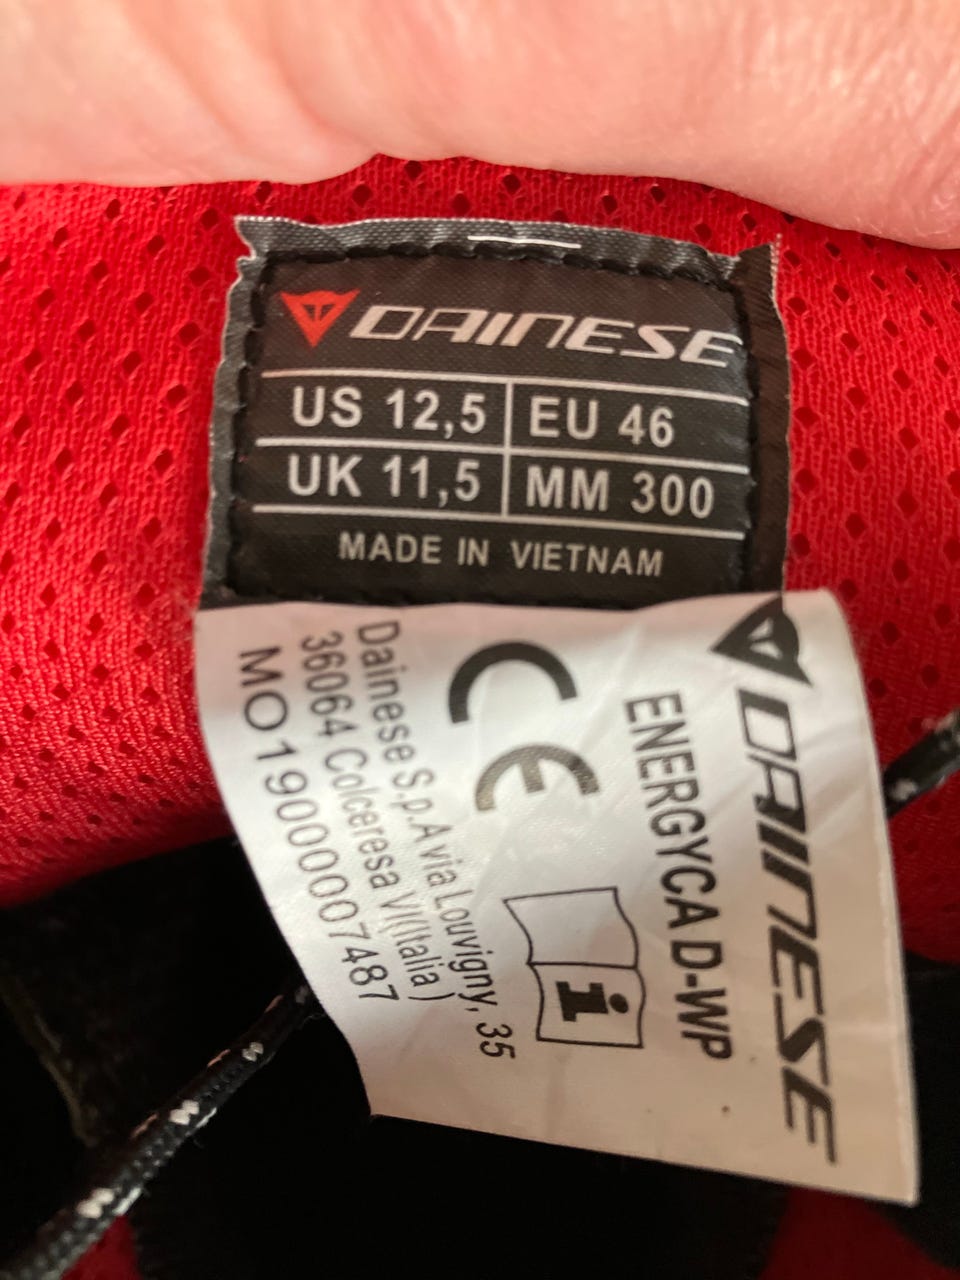 DAINESE
US 12,5 EU 46
UK 11,5 MM 300
MADE IN VIETNAM
DAINESE
ENERGYCA D-WP
CE
i
Dainese S.p.A via Louvigny, 35
36064 Colceresa VI(Italia)
MO1900007487